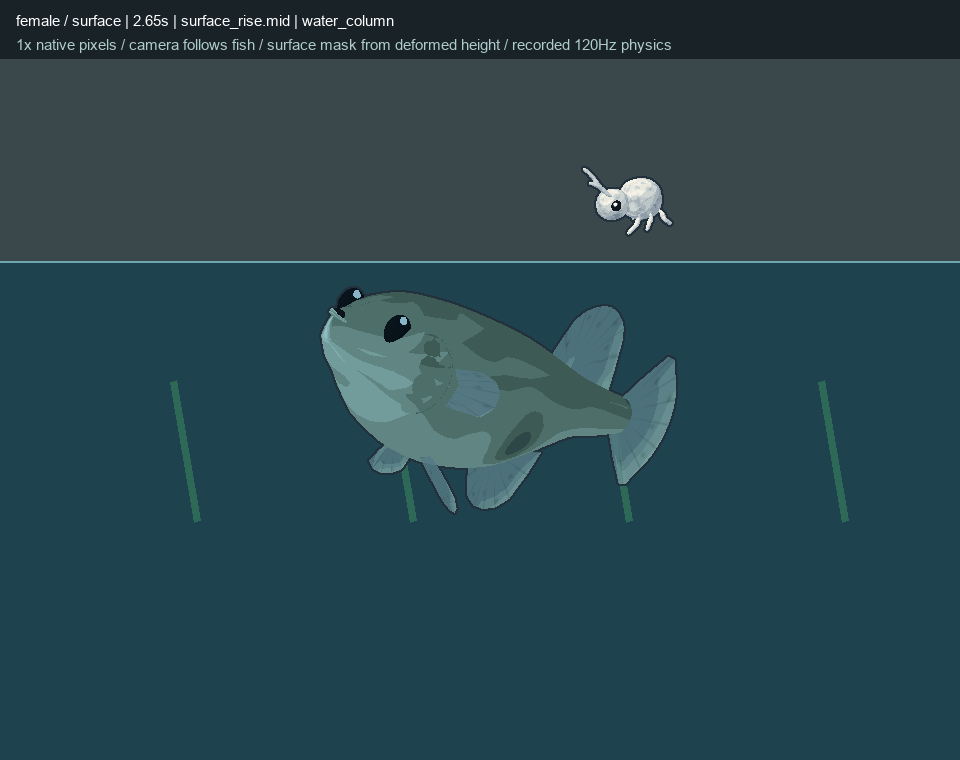 female / surface | 2.65s | surface_rise.mid | water_column
1x native pixels / camera follows fish / surface mask from deformed height / recorded 120Hz physics